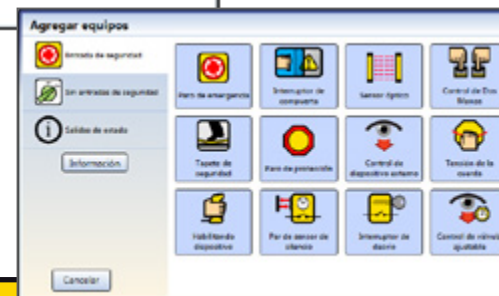 Agregar equipos
Entrada de seguridad
Sin entradas de seguridad
Salidas de estado
Información
Cancelar
Paro de emergencia
Interruptor de compuerta
Sensor óptico
Control de Dos Manos
Tapete de seguridad
Paro de protección
Control de dispositivo externo
Tensión de la cuerda
Habilitando dispositivo
Par de sensor de silencio
Interruptor de desvío
Control de válvula ajustable